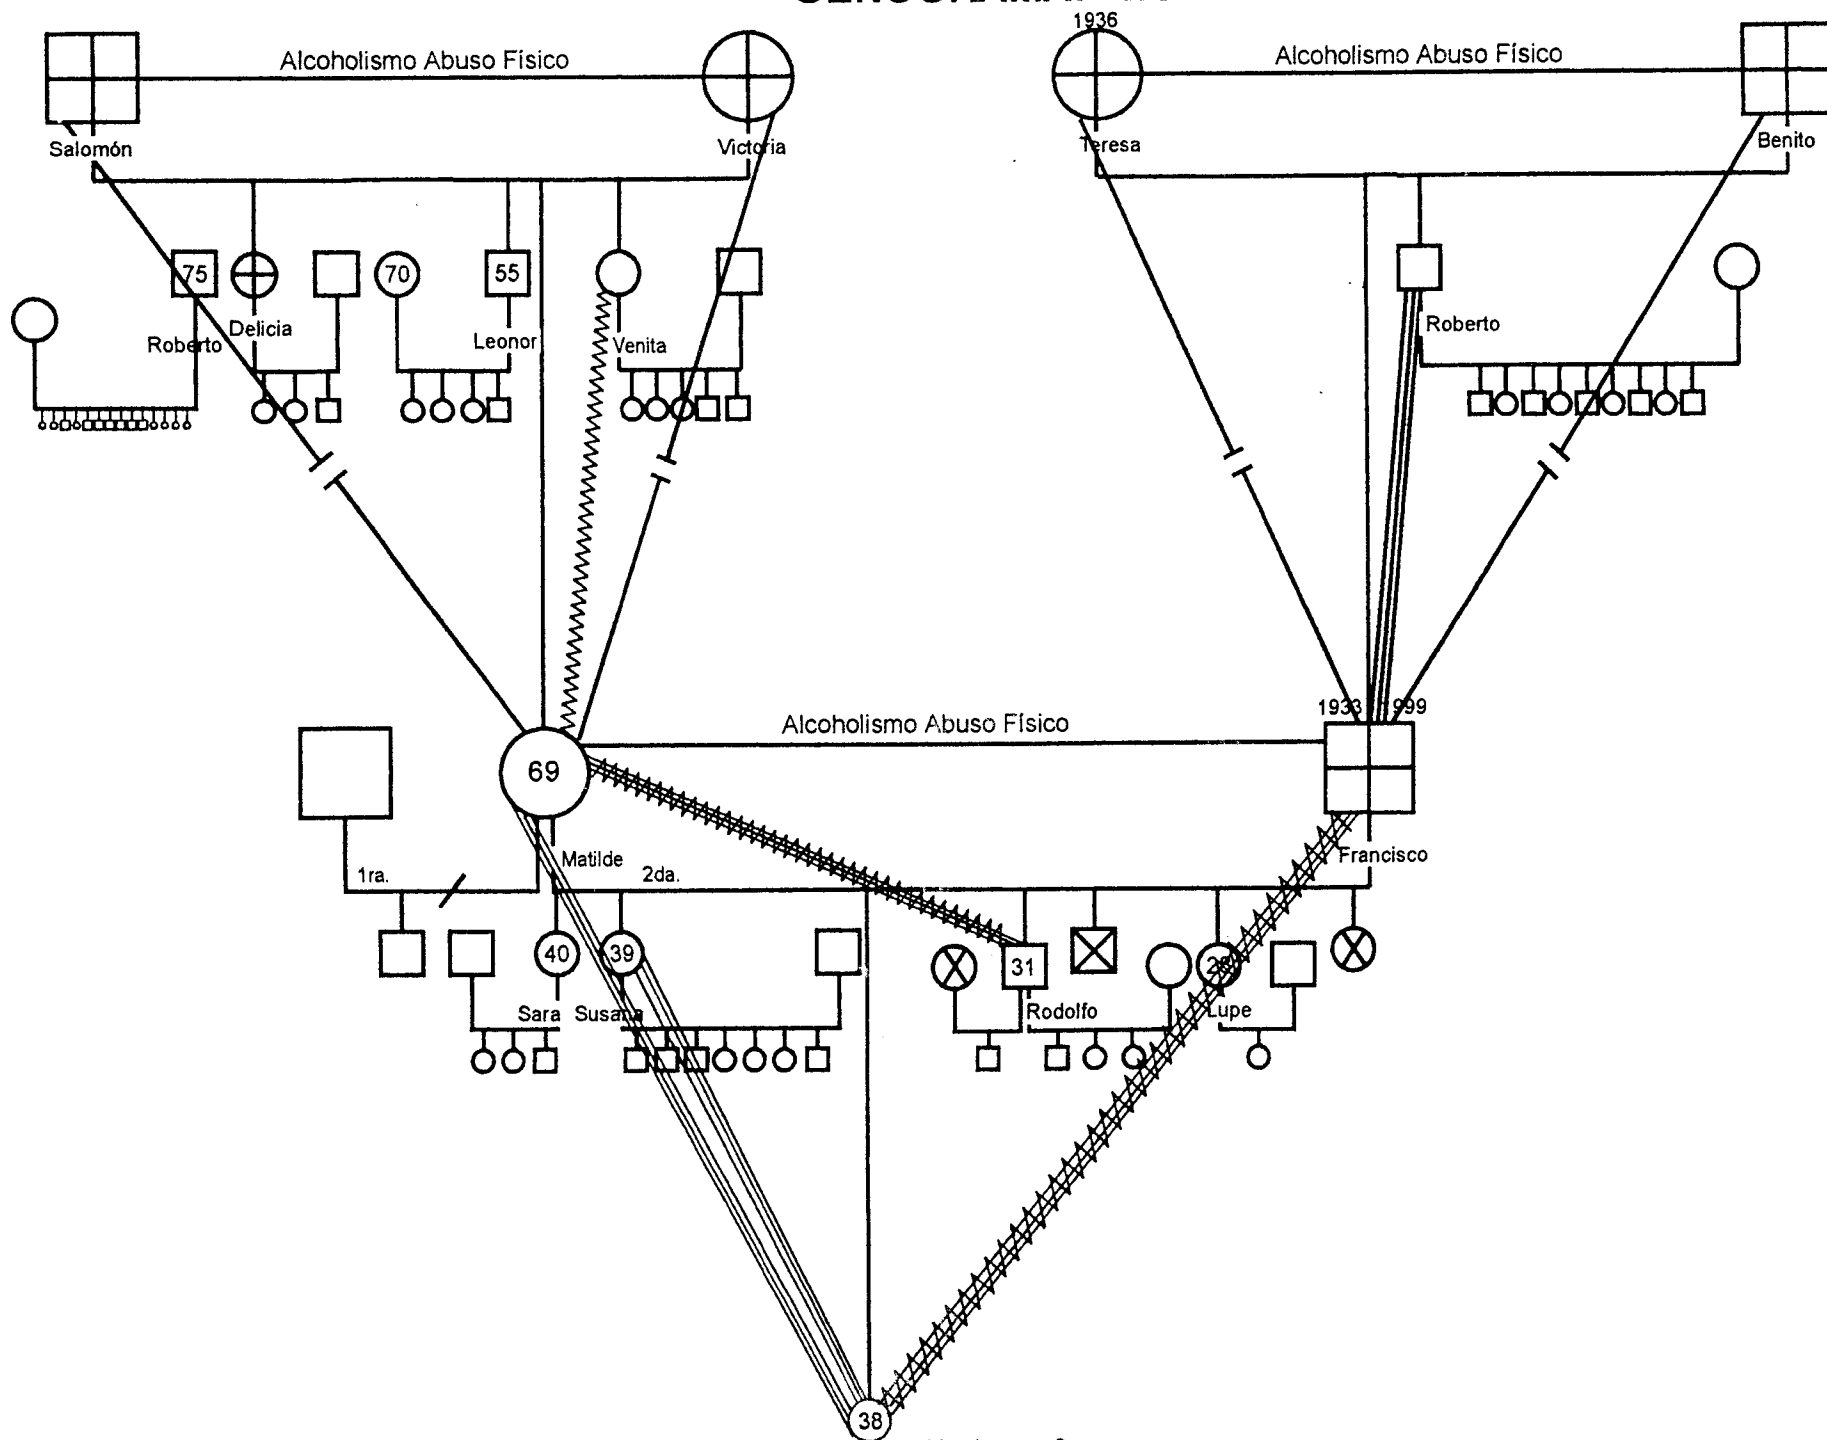 1936
Alcoholismo Abuso Físico
Alcoholismo Abuso Físico
Salomón
Victoria
Teresa
Benito
75
70
55
Roberto
Delicia
Leonor
Venita
Roberto
1933
1999
Alcoholismo Abuso Físico
69
Matilde
Francisco
1ra.
2da.
40
39
31
Sara
Susana
Rodolfo
Lupe
38